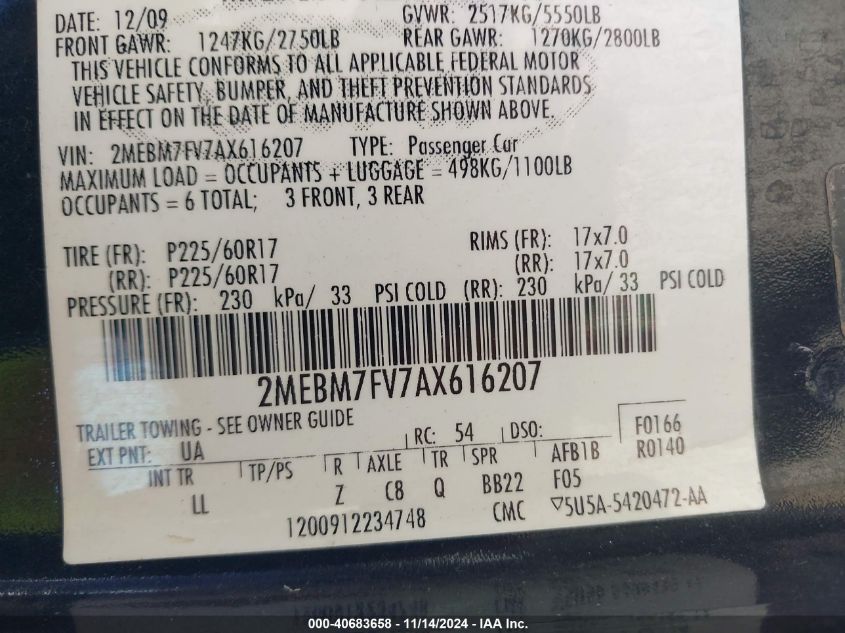 DATE: 12/09 GVWR: 2517KG/5550LB
FRONT GAWR: 1247KG/2750LB REAR GAWR: 1270KG/2800LB
THIS VEHICLE CONFORMS TO ALL APPLICABLE FEDERAL MOTOR
VEHICLE SAFETY, BUMPER, AND THEFT PREVENTION STANDARDS
IN EFFECT ON THE DATE OF MANUFACTURE SHOWN ABOVE.
VIN: 2MEBM7FV7AX616207 TYPE: Passenger Car
MAXIMUM LOAD = OCCUPANTS + LUGGAGE = 498KG/1100LB
OCCUPANTS = 6 TOTAL; 3 FRONT, 3 REAR
TIRE (FR): P225/60R17 RIMS (FR): 17x7.0
(RR): P225/60R17 (RR): 17x7.0
PRESSURE (FR): 230 kPa/ 33 PSI COLD (RR): 230 kPa/ 33 PSI COLD
2MEBM7FV7AX616207
TRAILER TOWING - SEE OWNER GUIDE
EXT PNT: UA RC: 54 DSO: F0166
R0140
INT TR TP/PS R AXLE TR SPR AFB1B
LL Z C8 Q BB22 F05
1200912234748 CMC ▽5U5A-5420472-AA
000-40683658 - 11/14/2024 - IAA Inc.